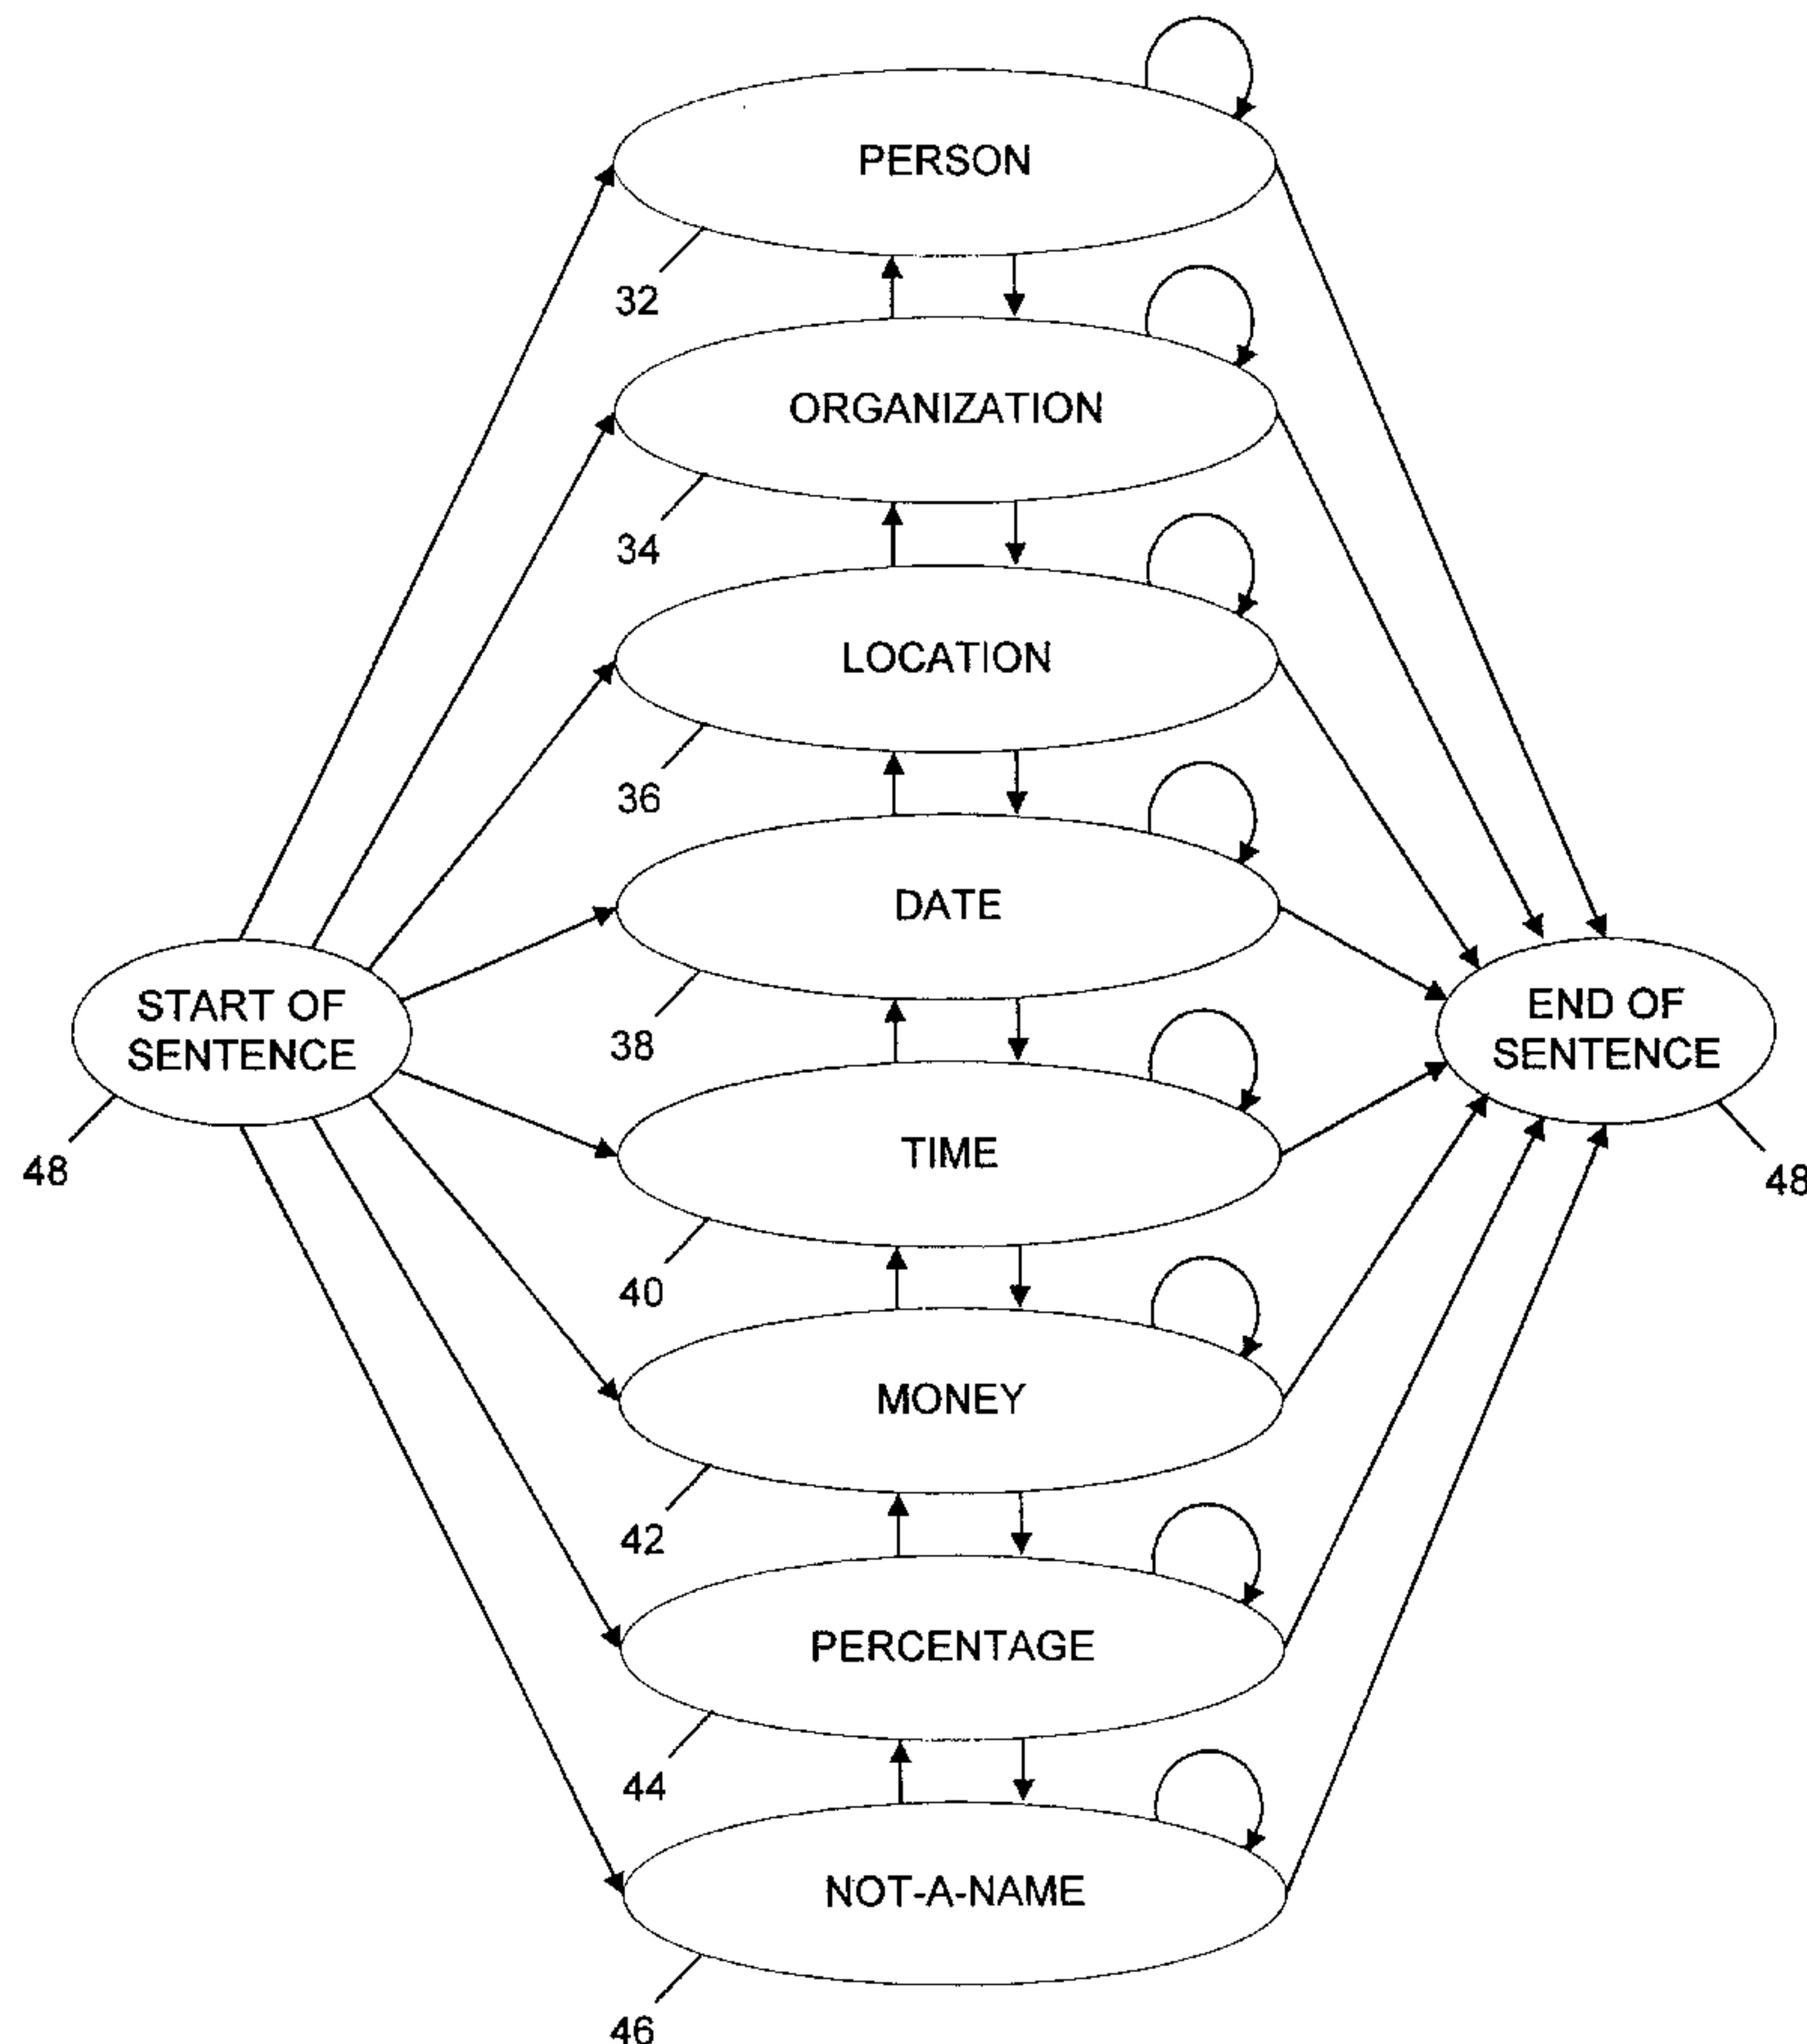 PERSON
32
ORGANIZATION
34
LOCATION
36
DATE
38
START OF
SENTENCE
48
END OF
SENTENCE
48
TIME
40
MONEY
42
PERCENTAGE
44
NOT-A-NAME
46